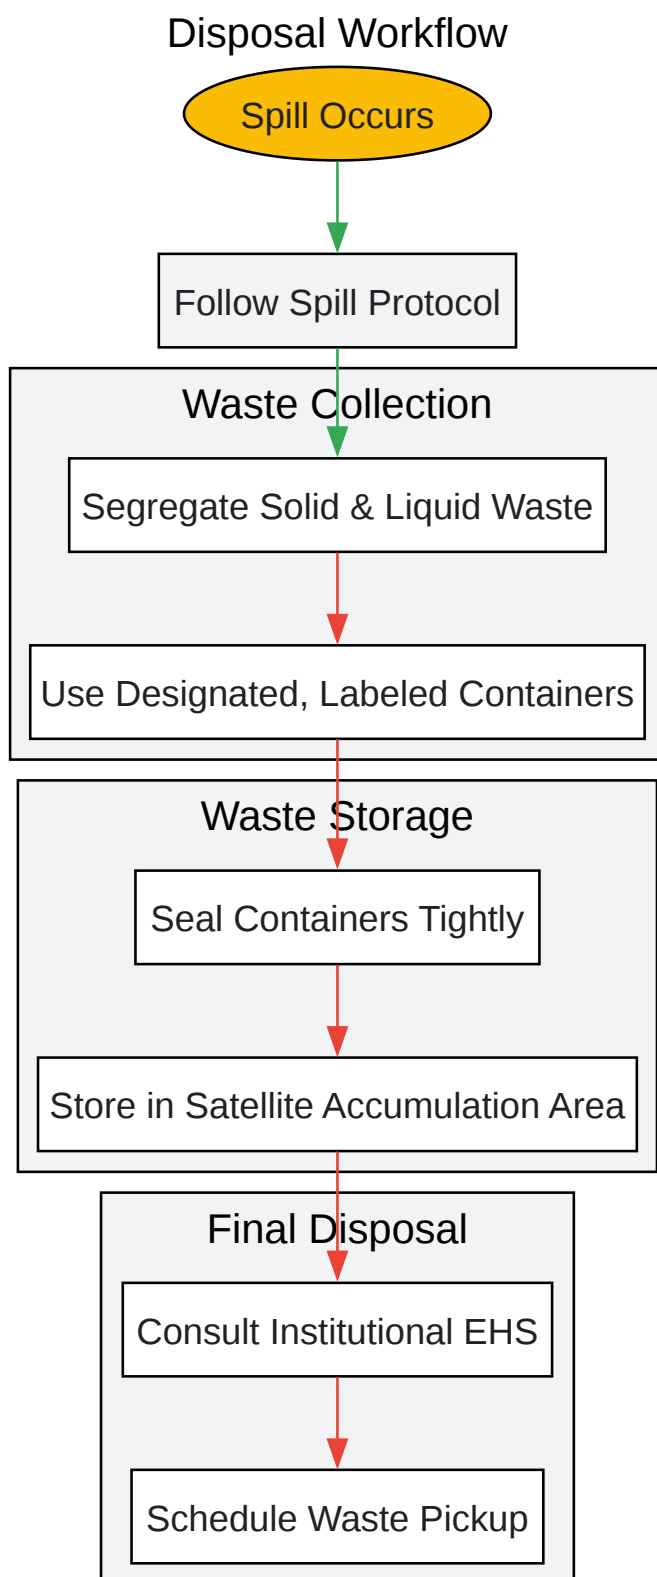 Disposal Workflow
Spill Occurs
Follow Spill Protocol
Waste Collection
Segregate Solid & Liquid Waste
Use Designated, Labeled Containers
Waste Storage
Seal Containers Tightly
Store in Satellite Accumulation Area
Final Disposal
Consult Institutional EHS
Schedule Waste Pickup